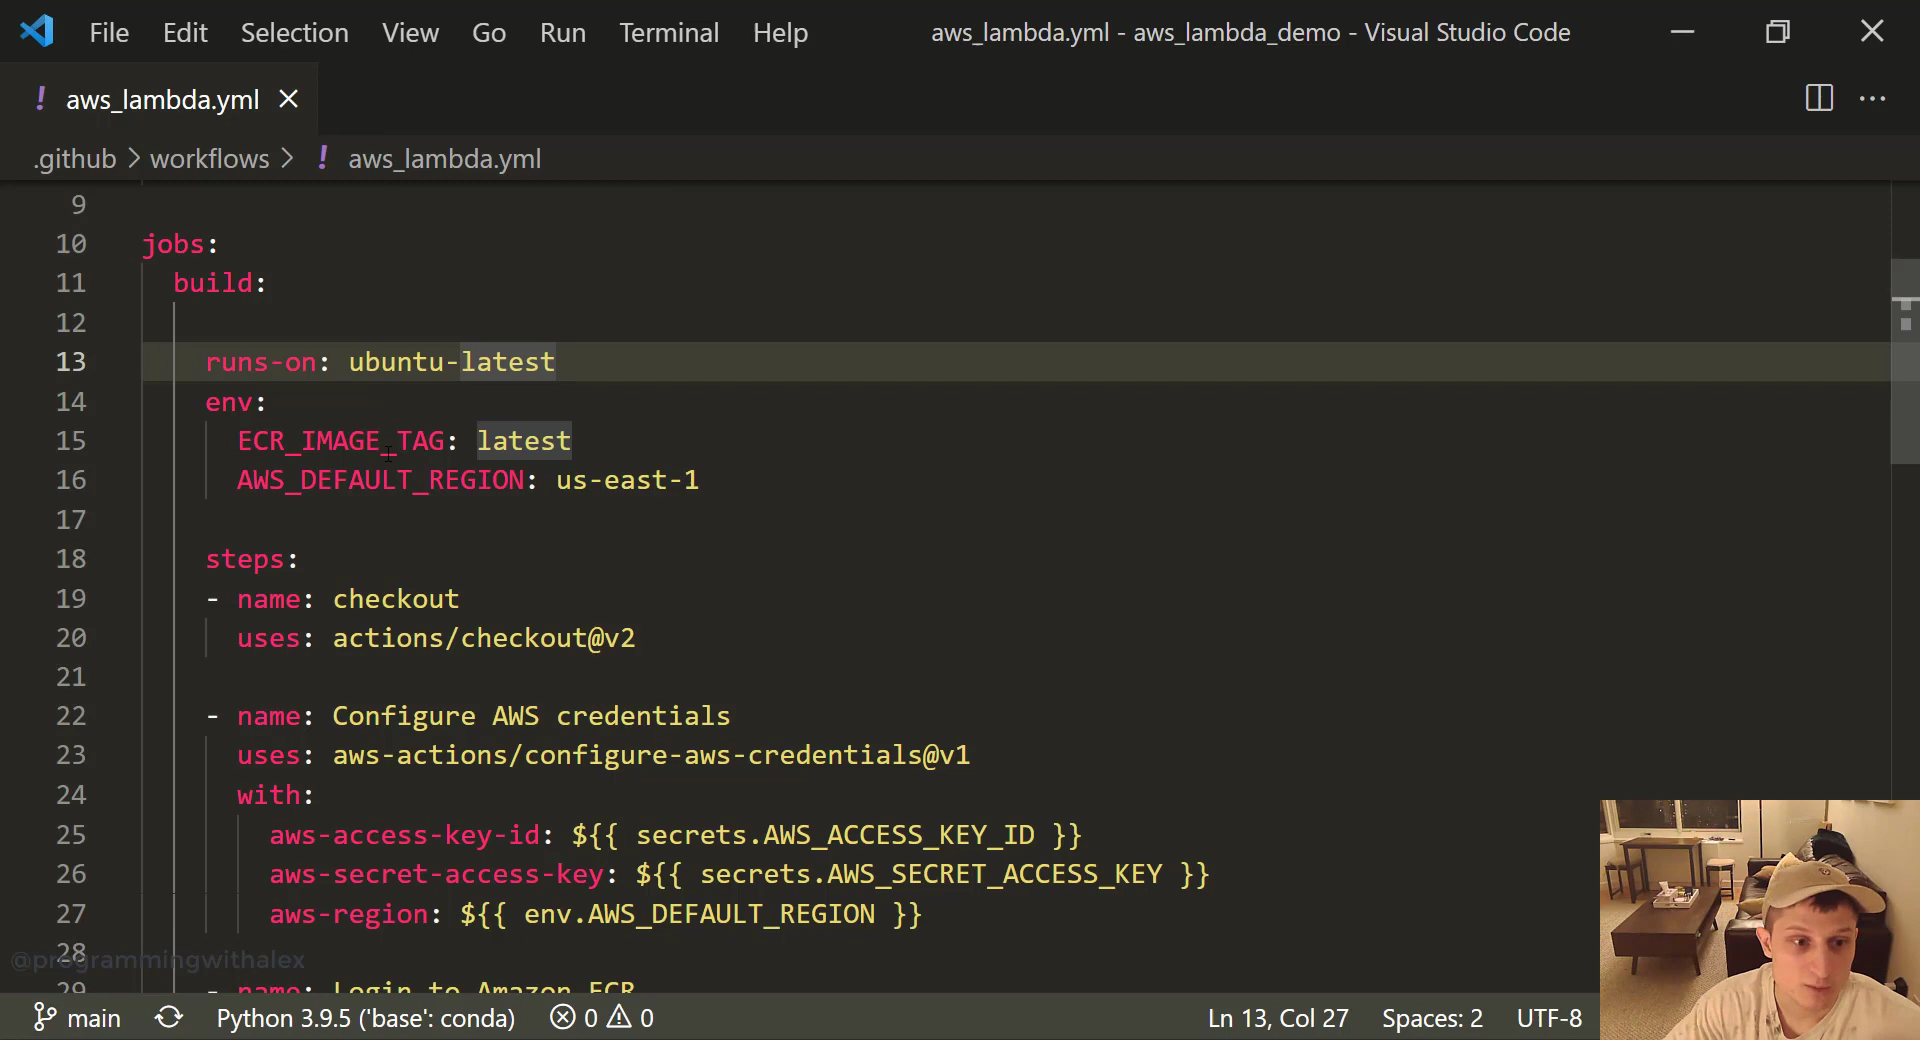 File Edit Selection View Go Run Terminal Help aws_lambda.yml - aws_lambda_demo - Visual Studio Code
! aws_lambda.yml
.github > workflows > ! aws_lambda.yml
9
10 jobs:
11 build:
12
13 runs-on: ubuntu-latest
14 env:
15 ECR_IMAGE_TAG: latest
16 AWS_DEFAULT_REGION: us-east-1
17
18 steps:
19 - name: checkout
20 uses: actions/checkout@v2
21
22 - name: Configure AWS credentials
23 uses: aws-actions/configure-aws-credentials@v1
24 with:
25 aws-access-key-id: ${{ secrets.AWS_ACCESS_KEY_ID }}
26 aws-secret-access-key: ${{ secrets.AWS_SECRET_ACCESS_KEY }}
27 aws-region: ${{ env.AWS_DEFAULT_REGION }}
28
@programmingwithalex
29 - name: Login to Amazon ECR
main Python 3.9.5 ('base': conda) 0 0 Ln 13, Col 27 Spaces: 2 UTF-8